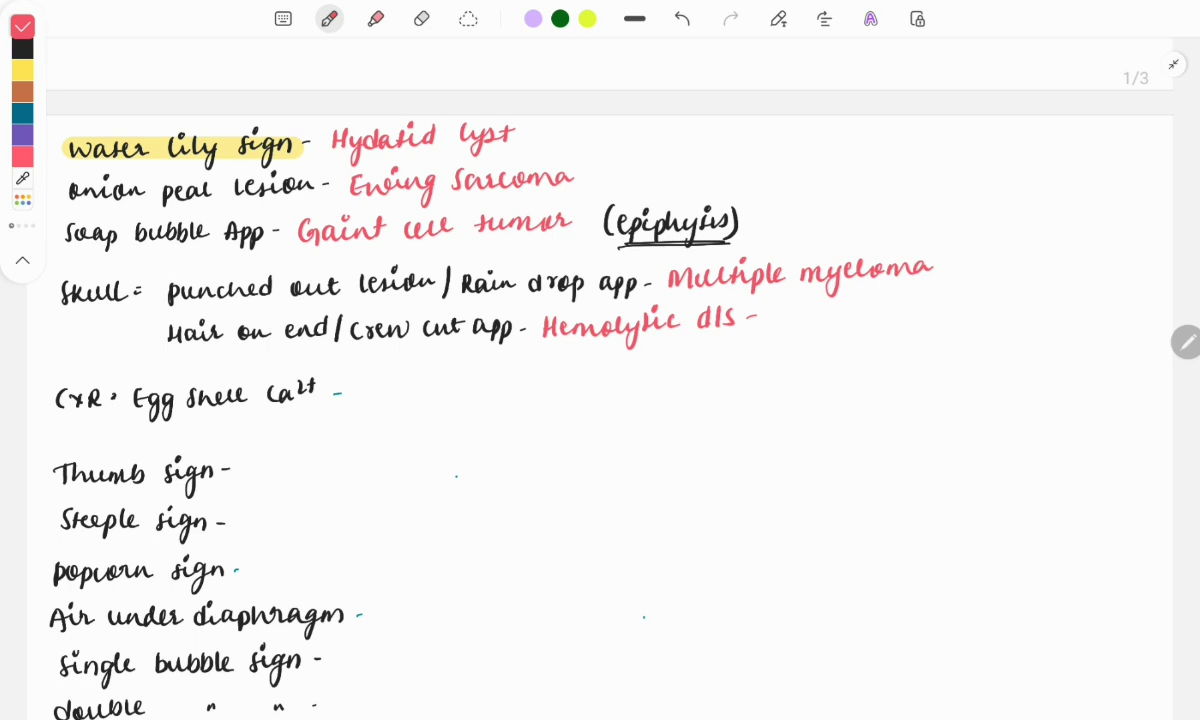 1/3
Water lily sign - Hydatid cyst
Onion peal lesion - Ewing Sarcoma
Soap bubble App - Gaint cell tumor (Epiphysis)
Skull = punched out lesion / Rain drop app - Multiple myeloma
Hair on end / Crew cut app - Hemolytic d/s -
CXR = Egg shell Ca2+ -
Thumb sign -
Steeple sign -
popcorn sign -
Air under diaphragm -
Single bubble sign -
double " " -